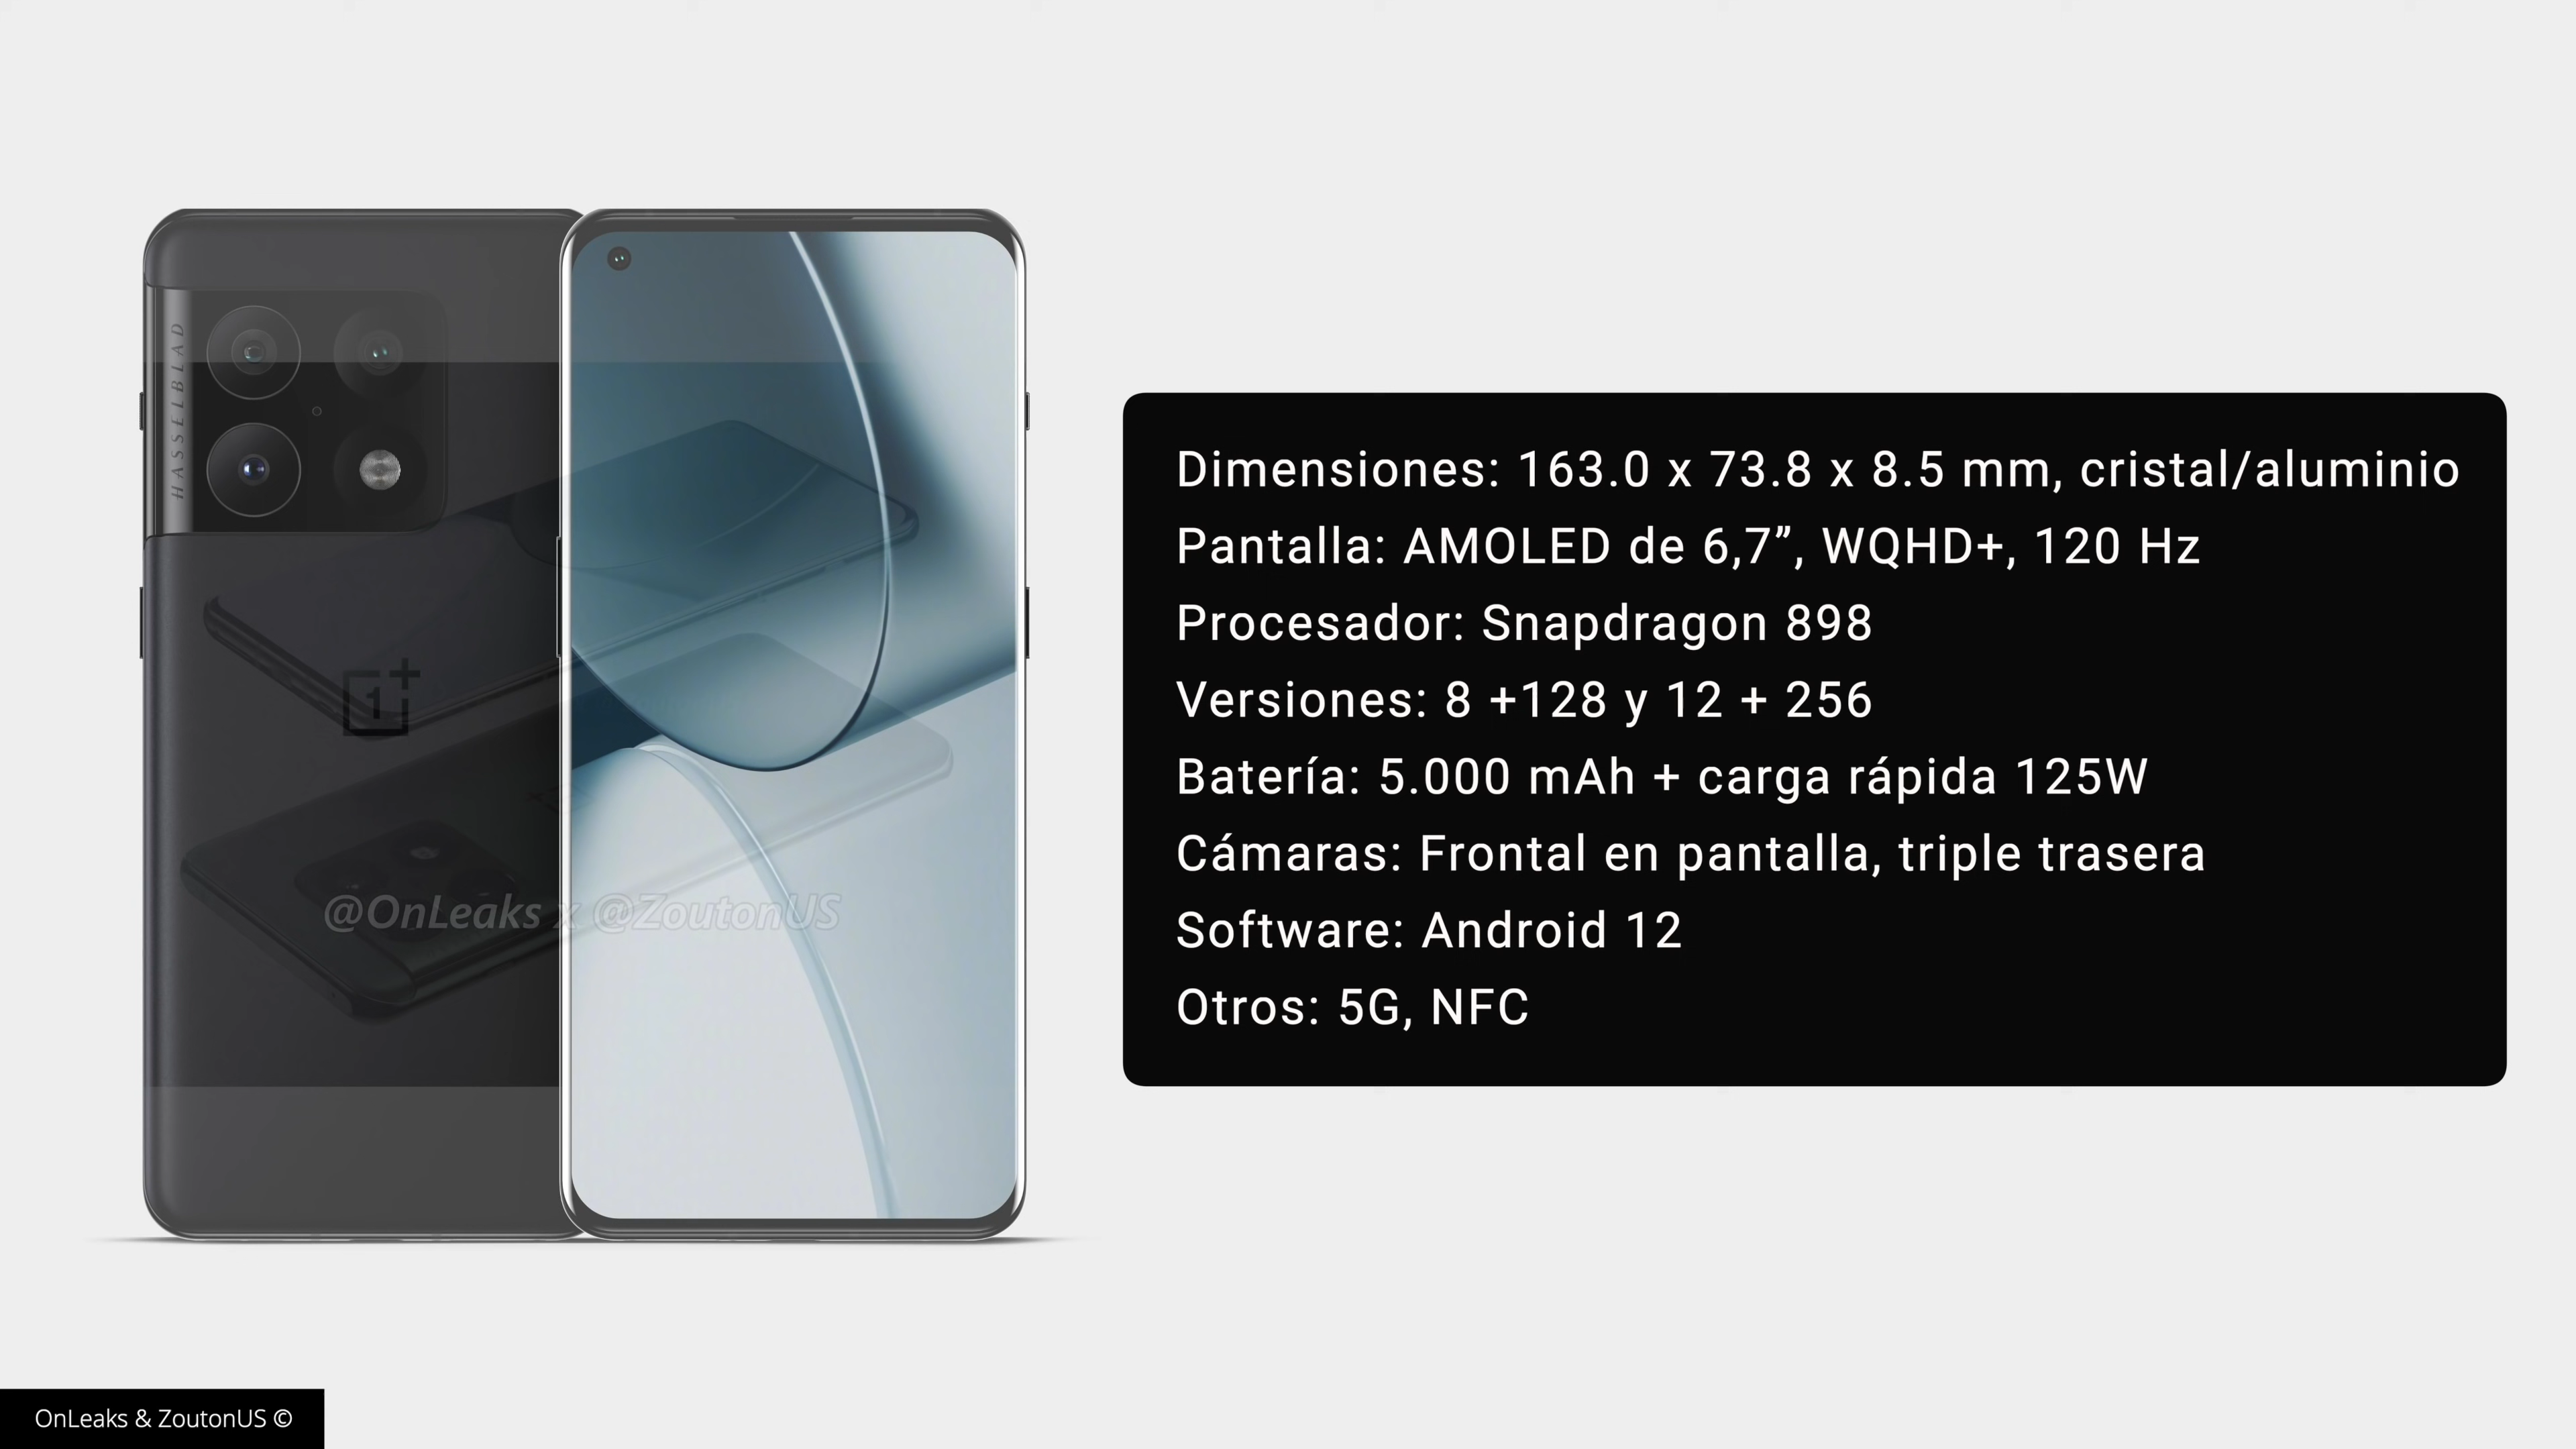 HASSELBLAD
1+
@OnLeaks x @ZoutonUS
Dimensiones: 163.0 x 73.8 x 8.5 mm, cristal/aluminio
Pantalla: AMOLED de 6,7”, WQHD+, 120 Hz
Procesador: Snapdragon 898
Versiones: 8 +128 y 12 + 256
Batería: 5.000 mAh + carga rápida 125W
Cámaras: Frontal en pantalla, triple trasera
Software: Android 12
Otros: 5G, NFC
OnLeaks & ZoutonUS ©